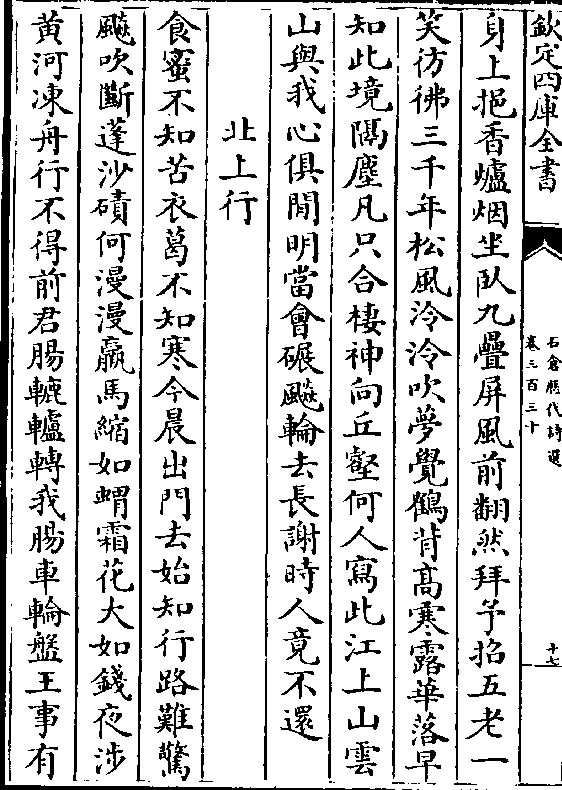 欽定四庫全書
石倉歷代詩選
卷三百三十
十七
身上挹香爐烟坐臥九疊屏風前翻然拜予招五老一
笑彷彿三千年松風泠泠吹夢覺鶴背髙寒露華落早
知此境隔塵凡只合棲神向丘壑何人寫此江上山雲
山與我心俱閒明當會碾飈輪去長謝時人竟不還
北上行
食蜜不知苦衣葛不知寒今晨出門去始知行路難驚
飈吹斷蓬沙磧何漫漫羸馬縮如蝟霜花大如錢夜涉
黄河凍舟行不得前君腸轆轤轉我腸車輪盤王事有